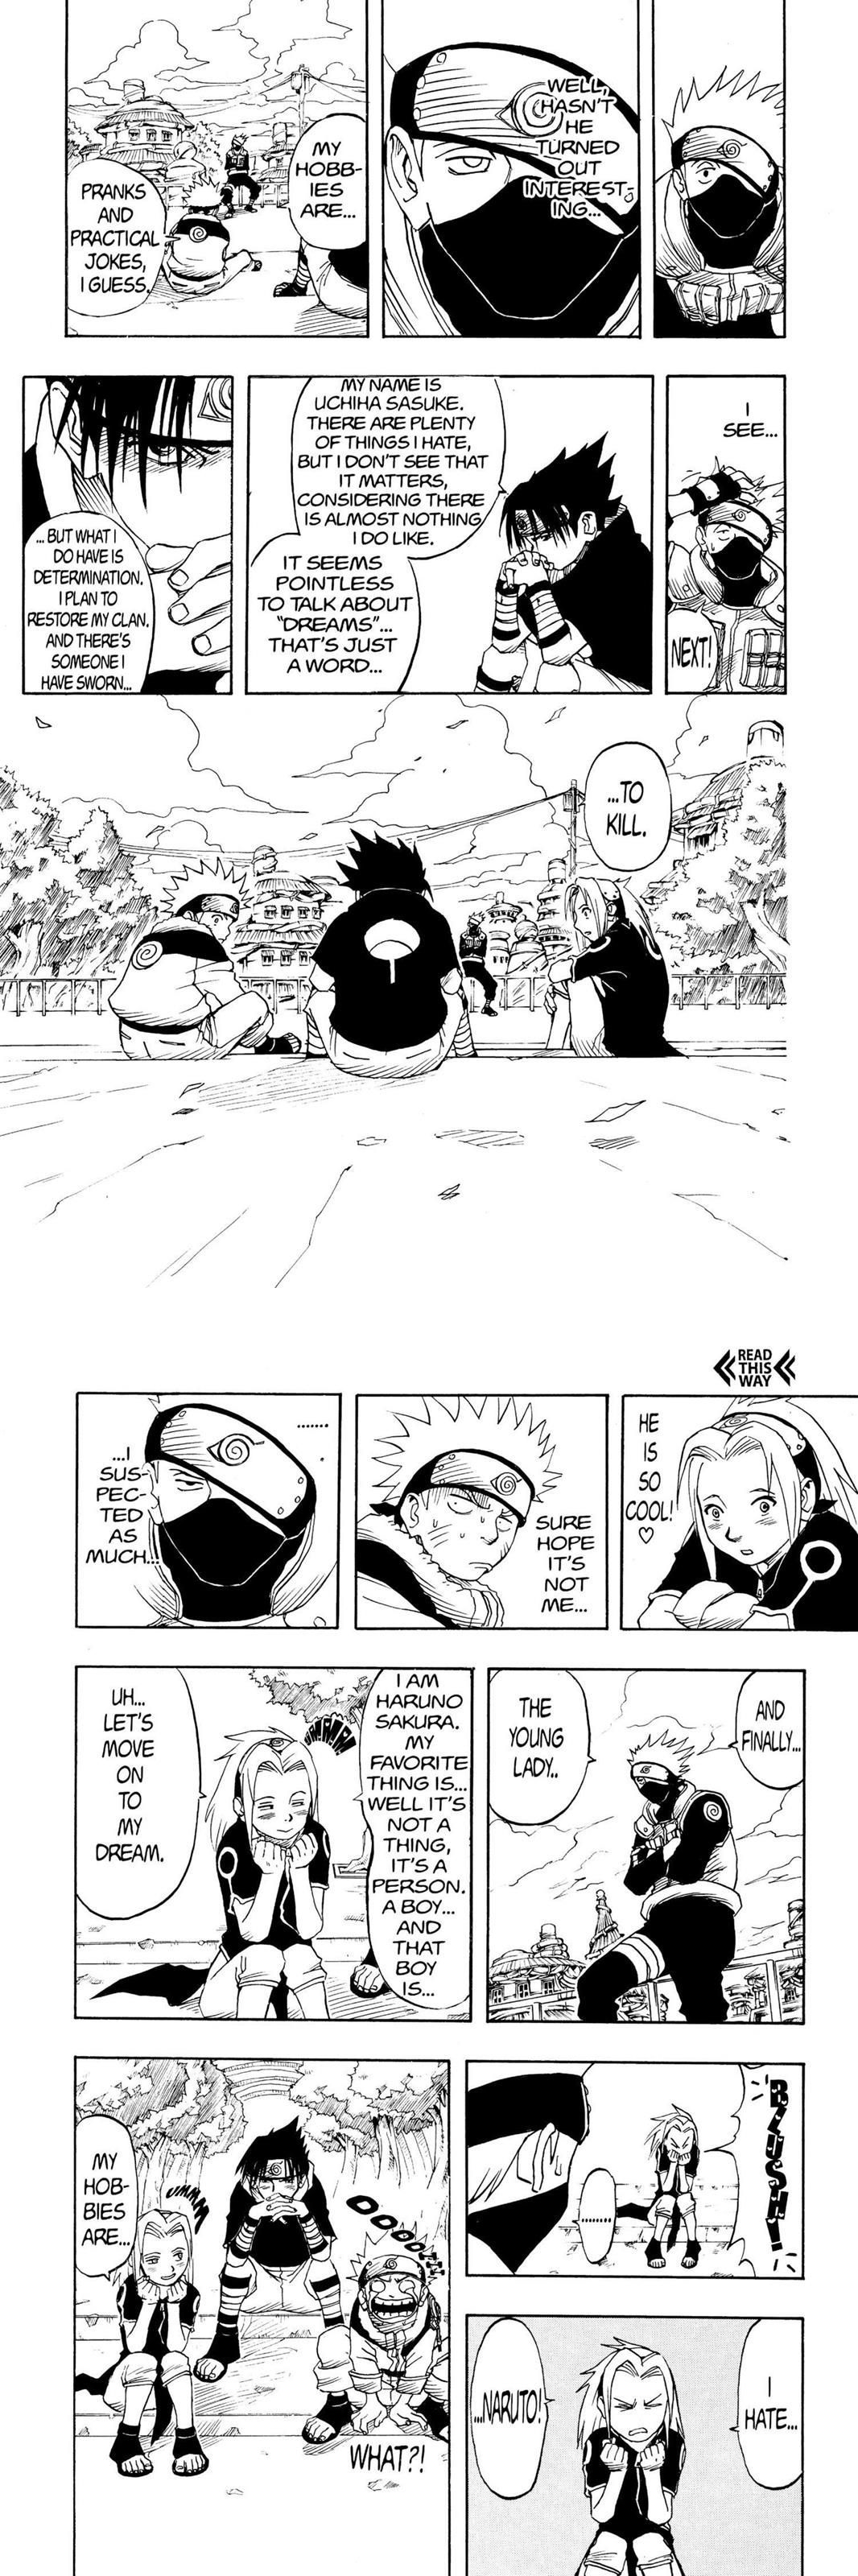 WELL,
HASN'T
HE
TURNED
OUT
INTEREST-
ING...
MY
HOBB-
IES
ARE...
PRANKS
AND
PRACTICAL
JOKES,
I GUESS.
I
SEE...
NEXT!
MY NAME IS
UCHIHA SASUKE.
THERE ARE PLENTY
OF THINGS I HATE,
BUT I DON'T SEE THAT
IT MATTERS,
CONSIDERING THERE
IS ALMOST NOTHING
I DO LIKE.
IT SEEMS
POINTLESS
TO TALK ABOUT
"DREAMS"...
THAT'S JUST
A WORD...
...BUT WHAT I
DO HAVE IS
DETERMINATION.
I PLAN TO
RESTORE MY CLAN.
AND THERE'S
SOMEONE I
HAVE SWORN...
...TO
KILL.
READ
THIS
WAY
HE
IS
SO
COOL!
♡
SURE
HOPE
IT'S
NOT
ME...
.......
...I
SUS-
PEC-
TED
AS
MUCH...
AND
FINALLY...
THE
YOUNG
LADY..
I AM
HARUNO
SAKURA.
MY
FAVORITE
THING IS...
WELL IT'S
NOT A
THING,
IT'S A
PERSON.
A BOY...
AND
THAT
BOY
IS...
UH...
LET'S
MOVE
ON
TO
MY
DREAM.
BLUSH!
.........
I
HATE...
...NARUTO!
MY
HOB-
BIES
ARE...
UMMM
WHAT?!